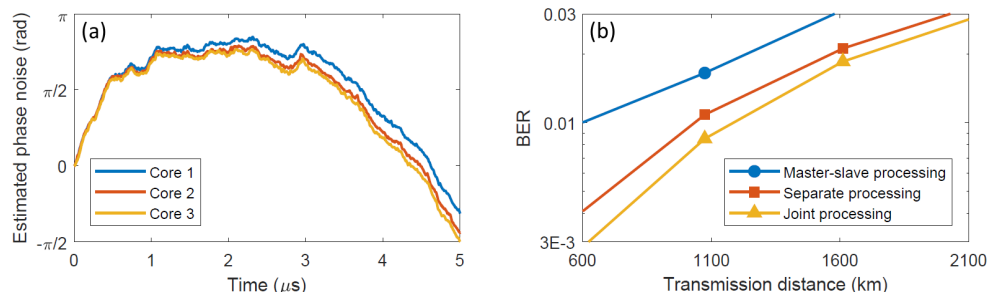 (a)
Estimated phase noise (rad)
π
π/2
0
-π/2
Core 1
Core 2
Core 3
0 1 2 3 4 5
Time (μs)
(b)
BER
0.03
0.01
3E-3
Master-slave processing
Separate processing
Joint processing
600 1100 1600 2100
Transmission distance (km)